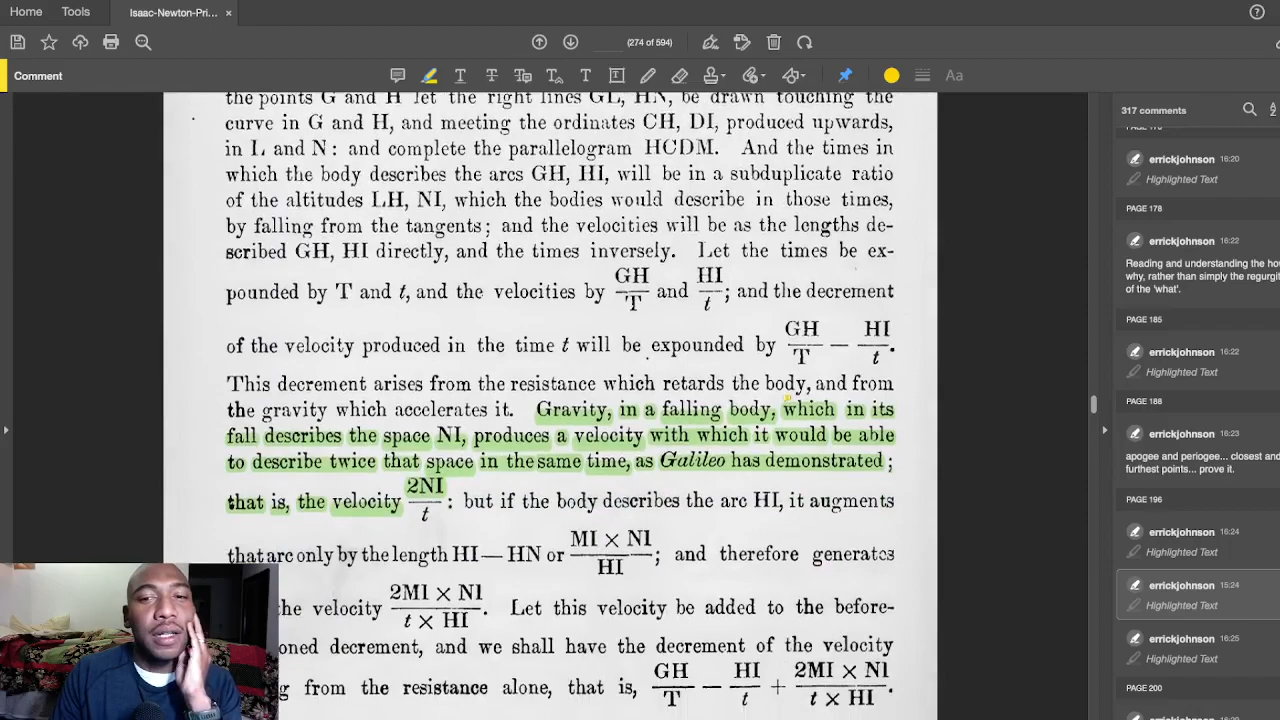 Home Tools Isaac-Newton-Pri... ×
(274 of 594)
Comment
Aa
the points G and H let the right lines GL, HN, be drawn touching the
curve in G and H, and meeting the ordinates CH, DI, produced upwards,
in L and N: and complete the parallelogram HCDM. And the times in
which the body describes the arcs GH, HI, will be in a subduplicate ratio
of the altitudes LH, NI, which the bodies would describe in those times,
by falling from the tangents; and the velocities will be as the lengths de-
scribed GH, HI directly, and the times inversely. Let the times be ex-
pounded by T and t, and the velocities by GH/T and HI/t; and the decrement
of the velocity produced in the time t will be expounded by GH/T — HI/t.
This decrement arises from the resistance which retards the body, and from
the gravity which accelerates it. Gravity, in a falling body, which in its
fall describes the space NI, produces a velocity with which it would be able
to describe twice that space in the same time, as Galileo has demonstrated;
that is, the velocity 2NI/t: but if the body describes the arc HI, it augments
that arc only by the length HI—HN or MI × NI/HI; and therefore generates
the velocity 2MI × NI/t × HI. Let this velocity be added to the before-
oned decrement, and we shall have the decrement of the velocity
g from the resistance alone, that is, GH/T — HI/t + 2MI × NI/t × HI.
317 comments
errickjohnson 16:20
Highlighted Text
PAGE 178
errickjohnson 16:22
Reading and understanding the how
why, rather than simply the regurgit
of the 'what'.
PAGE 185
errickjohnson 16:22
Highlighted Text
PAGE 188
errickjohnson 16:23
apogee and perigee... closest and
furthest points... prove it.
PAGE 196
errickjohnson 16:24
Highlighted Text
errickjohnson 15:24
Highlighted Text
errickjohnson 16:25
Highlighted Text
PAGE 200